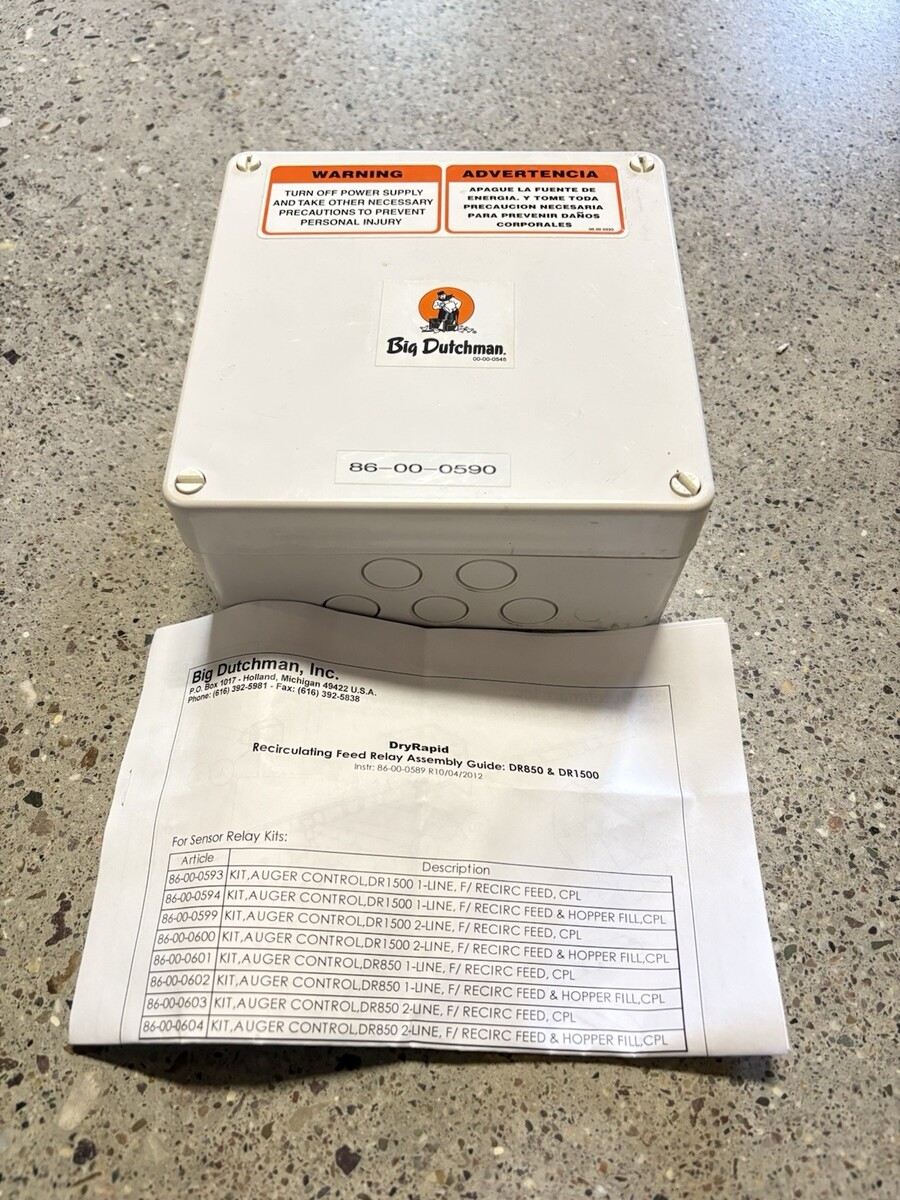 WARNING
TURN OFF POWER SUPPLY
AND TAKE OTHER NECESSARY
PRECAUTIONS TO PREVENT
PERSONAL INJURY
ADVERTENCIA
APAGUE LA FUENTE DE
ENERGIA. Y TOME TODA
PRECAUCION NECESARIA
PARA PREVENIR DAÑOS
CORPORALES
Big Dutchman.
00-00-0546
86-00-0590
Big Dutchman, Inc.
P.O. Box 1017 - Holland, Michigan 49422 U.S.A.
Phone: (616) 392-5981 - Fax: (616) 392-5838
DryRapid
Recirculating Feed Relay Assembly Guide: DR850 & DR1500
Instr: 86-00-0589 R10/04/2012
For Sensor Relay Kits:
Article Description
86-00-0593 KIT,AUGER CONTROL,DR1500 1-LINE, F/ RECIRC FEED, CPL
86-00-0594 KIT,AUGER CONTROL,DR1500 1-LINE, F/ RECIRC FEED & HOPPER FILL,CPL
86-00-0599 KIT,AUGER CONTROL,DR1500 2-LINE, F/ RECIRC FEED, CPL
86-00-0600 KIT,AUGER CONTROL,DR1500 2-LINE, F/ RECIRC FEED & HOPPER FILL,CPL
86-00-0601 KIT,AUGER CONTROL,DR850 1-LINE, F/ RECIRC FEED, CPL
86-00-0602 KIT,AUGER CONTROL,DR850 1-LINE, F/ RECIRC FEED & HOPPER FILL,CPL
86-00-0603 KIT,AUGER CONTROL,DR850 2-LINE, F/ RECIRC FEED, CPL
86-00-0604 KIT,AUGER CONTROL,DR850 2-LINE, F/ RECIRC FEED & HOPPER FILL,CPL